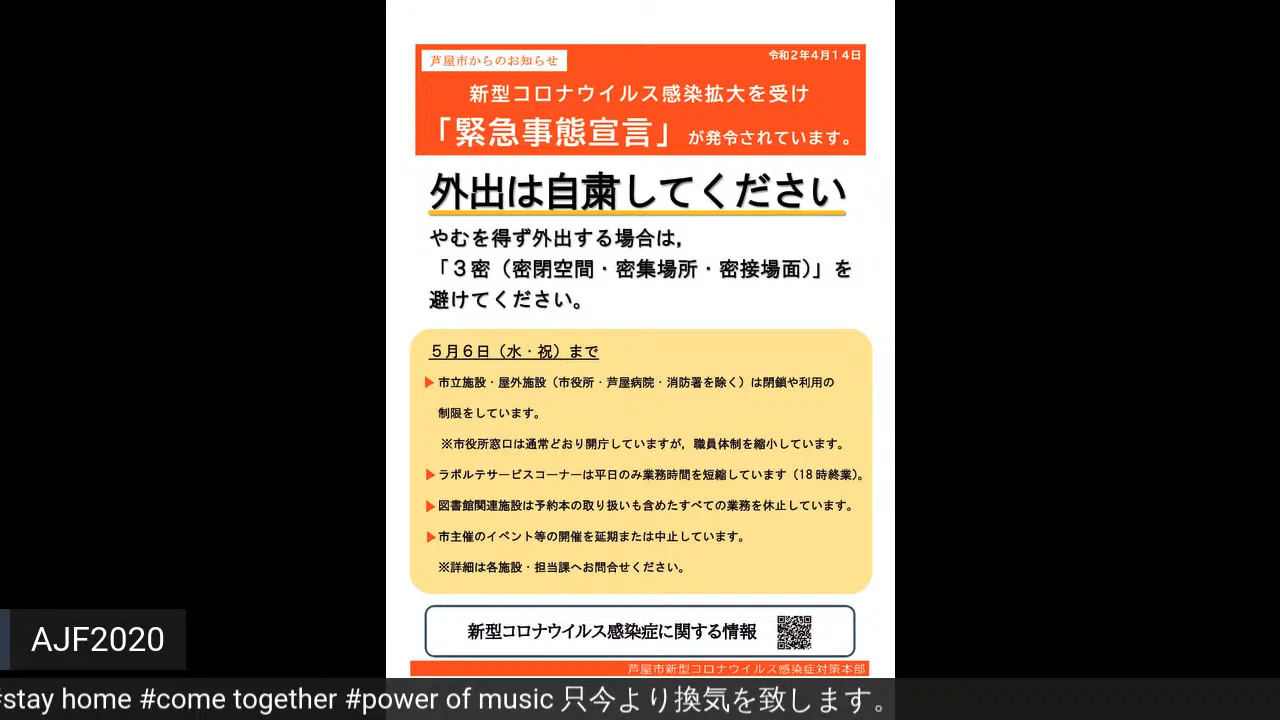 芦屋市からのお知らせ
令和2年4月14日
新型コロナウイルス感染拡大を受け
「緊急事態宣言」が発令されています。
外出は自粛してください
やむを得ず外出する場合は，
「３密（密閉空間・密集場所・密接場面）」を
避けてください。
５月６日（水・祝）まで
▶市立施設・屋外施設（市役所・芦屋病院・消防署を除く）は閉鎖や利用の
制限をしています。
※市役所窓口は通常どおり開庁していますが，職員体制を縮小しています。
▶ラポルテサービスコーナーは平日のみ業務時間を短縮しています（18時終業）。
▶図書館関連施設は予約本の取り扱いも含めたすべての業務を休止しています。
▶市主催のイベント等の開催を延期または中止しています。
※詳細は各施設・担当課へお問合せください。
新型コロナウイルス感染症に関する情報
芦屋市新型コロナウイルス感染症対策本部
AJF2020
#stay home #come together #power of music 只今より換気を致します。